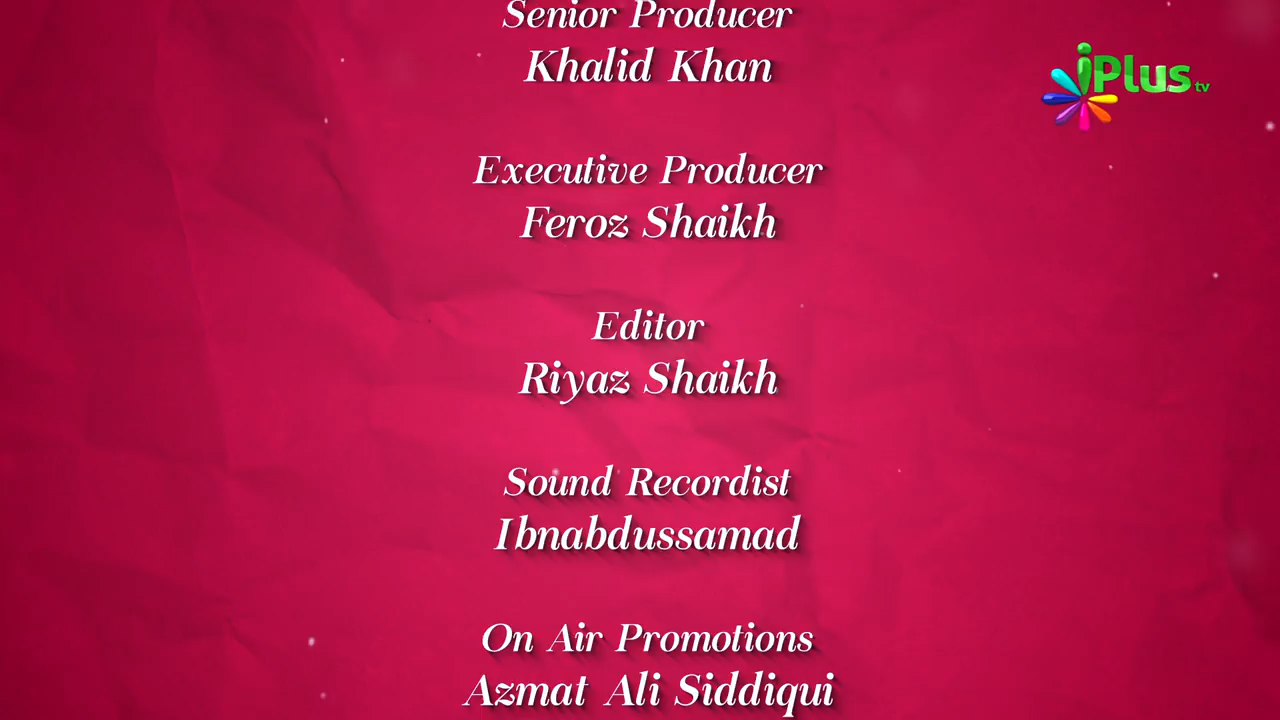 Senior Producer
Khalid Khan
iPlus tv
Executive Producer
Feroz Shaikh
Editor
Riyaz Shaikh
Sound Recordist
Ibnabdussamad
On Air Promotions
Azmat Ali Siddiqui